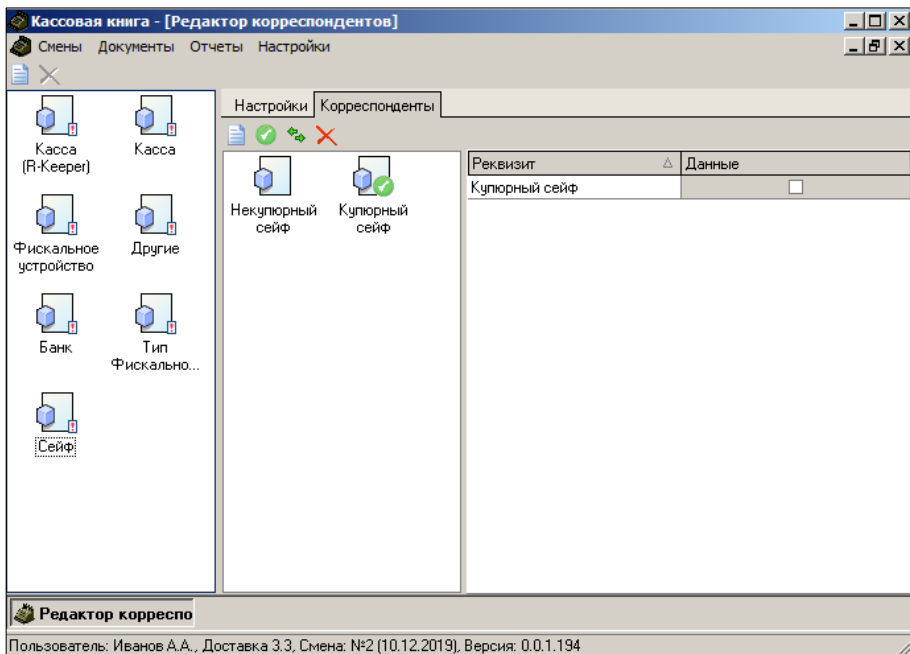 Кассовая книга - [Редактор корреспондентов]
Смены Документы Отчеты Настройки
Настройки Корреспонденты
Касса
(R-Keeper)
Касса
Фискальное
устройство
Другие
Банк
Тип
Фискально...
Сейф
Некупюрный
сейф
Купюрный
сейф
Реквизит Данные
Купюрный сейф
Редактор корреспо
Пользователь: Иванов А.А., Доставка 3.3, Смена: №2 (10.12.2019), Версия: 0.0.1.194